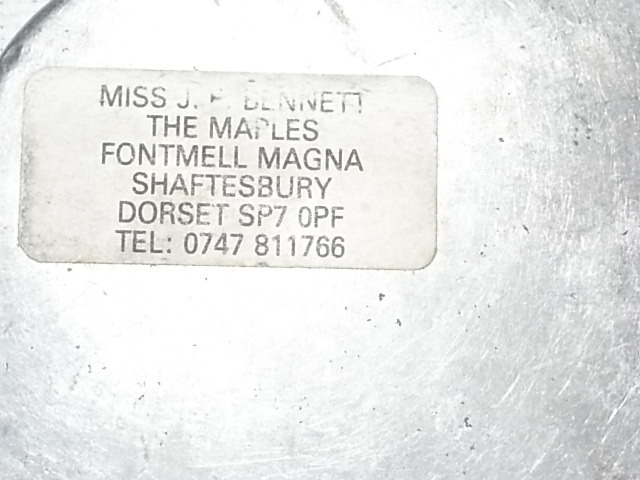 MISS J. P. BENNETT
THE MAPLES
FONTMELL MAGNA
SHAFTESBURY
DORSET SP7 0PF
TEL: 0747 811766